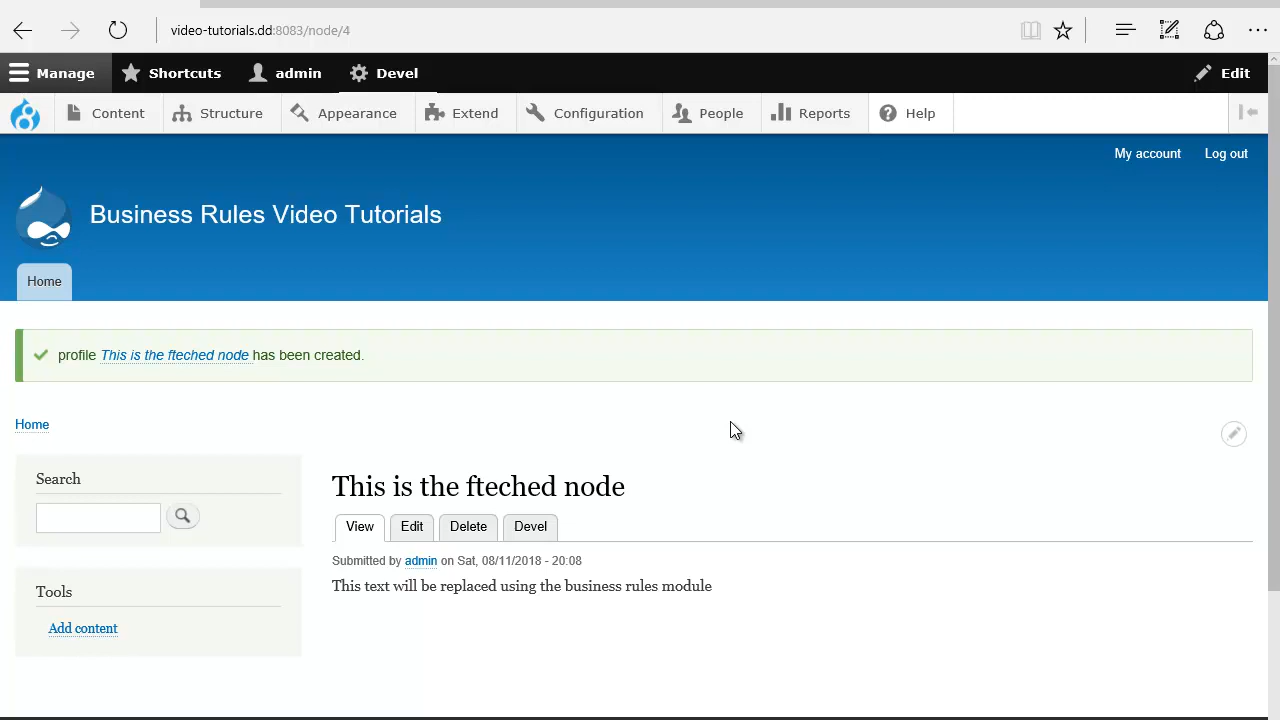 video-tutorials.dd:8083/node/4
Manage Shortcuts admin Devel Edit
Content Structure Appearance Extend Configuration People Reports Help
My account Log out
Business Rules Video Tutorials
Home
profile This is the fteched node has been created.
Home
Search
This is the fteched node
View Edit Delete Devel
Submitted by admin on Sat, 08/11/2018 - 20:08
This text will be replaced using the business rules module
Tools
Add content